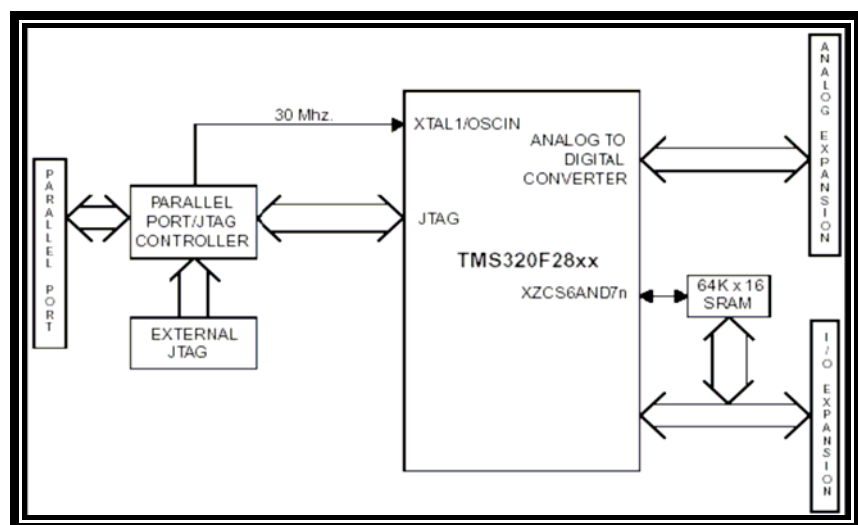 PARALLEL PORT
PARALLEL
PORT/JTAG
CONTROLLER
EXTERNAL
JTAG
30 Mhz.
XTAL1/OSCIN
ANALOG TO
DIGITAL
CONVERTER
JTAG
TMS320F28xx
XZCS6AND7n
64K x 16
SRAM
ANALOG EXPANSION
I/O EXPANSION